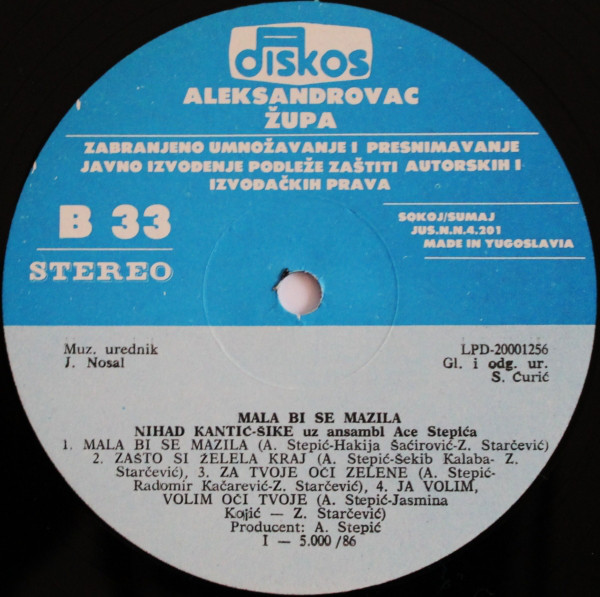 diskos
ALEKSANDROVAC
ŽUPA
ZABRANJENO UMNOŽAVANJE I PRESNIMAVANJE
JAVNO IZVOĐENJE PODLEŽE ZAŠTITI AUTORSKIH I
IZVOĐAČKIH PRAVA
B 33
STEREO
SOKOJ/SUMAJ
JUS.N.N.4.201
MADE IN YUGOSLAVIA
Muz. urednik
J. Nosal
LPD-20001256
Gl. i odg. ur.
S. Ćurić
MALA BI SE MAZILA
NIHAD KANTIĆ-ŠIKE uz ansambl Ace Stepića
1. MALA BI SE MAZILA (A. Stepić-Hakija Šaćirović-Z. Starčević)
2. ZAŠTO SI ŽELELA KRAJ (A. Stepić-Šekib Kalaba- Z.
Starčević), 3. ZA TVOJE OČI ZELENE (A. Stepić-
Radomir Kačarević-Z. Starčević), 4. JA VOLIM,
VOLIM OČI TVOJE (A. Stepić-Jasmina
Kojić — Z. Starčević)
Producent: A. Stepić
I — 5.000/86